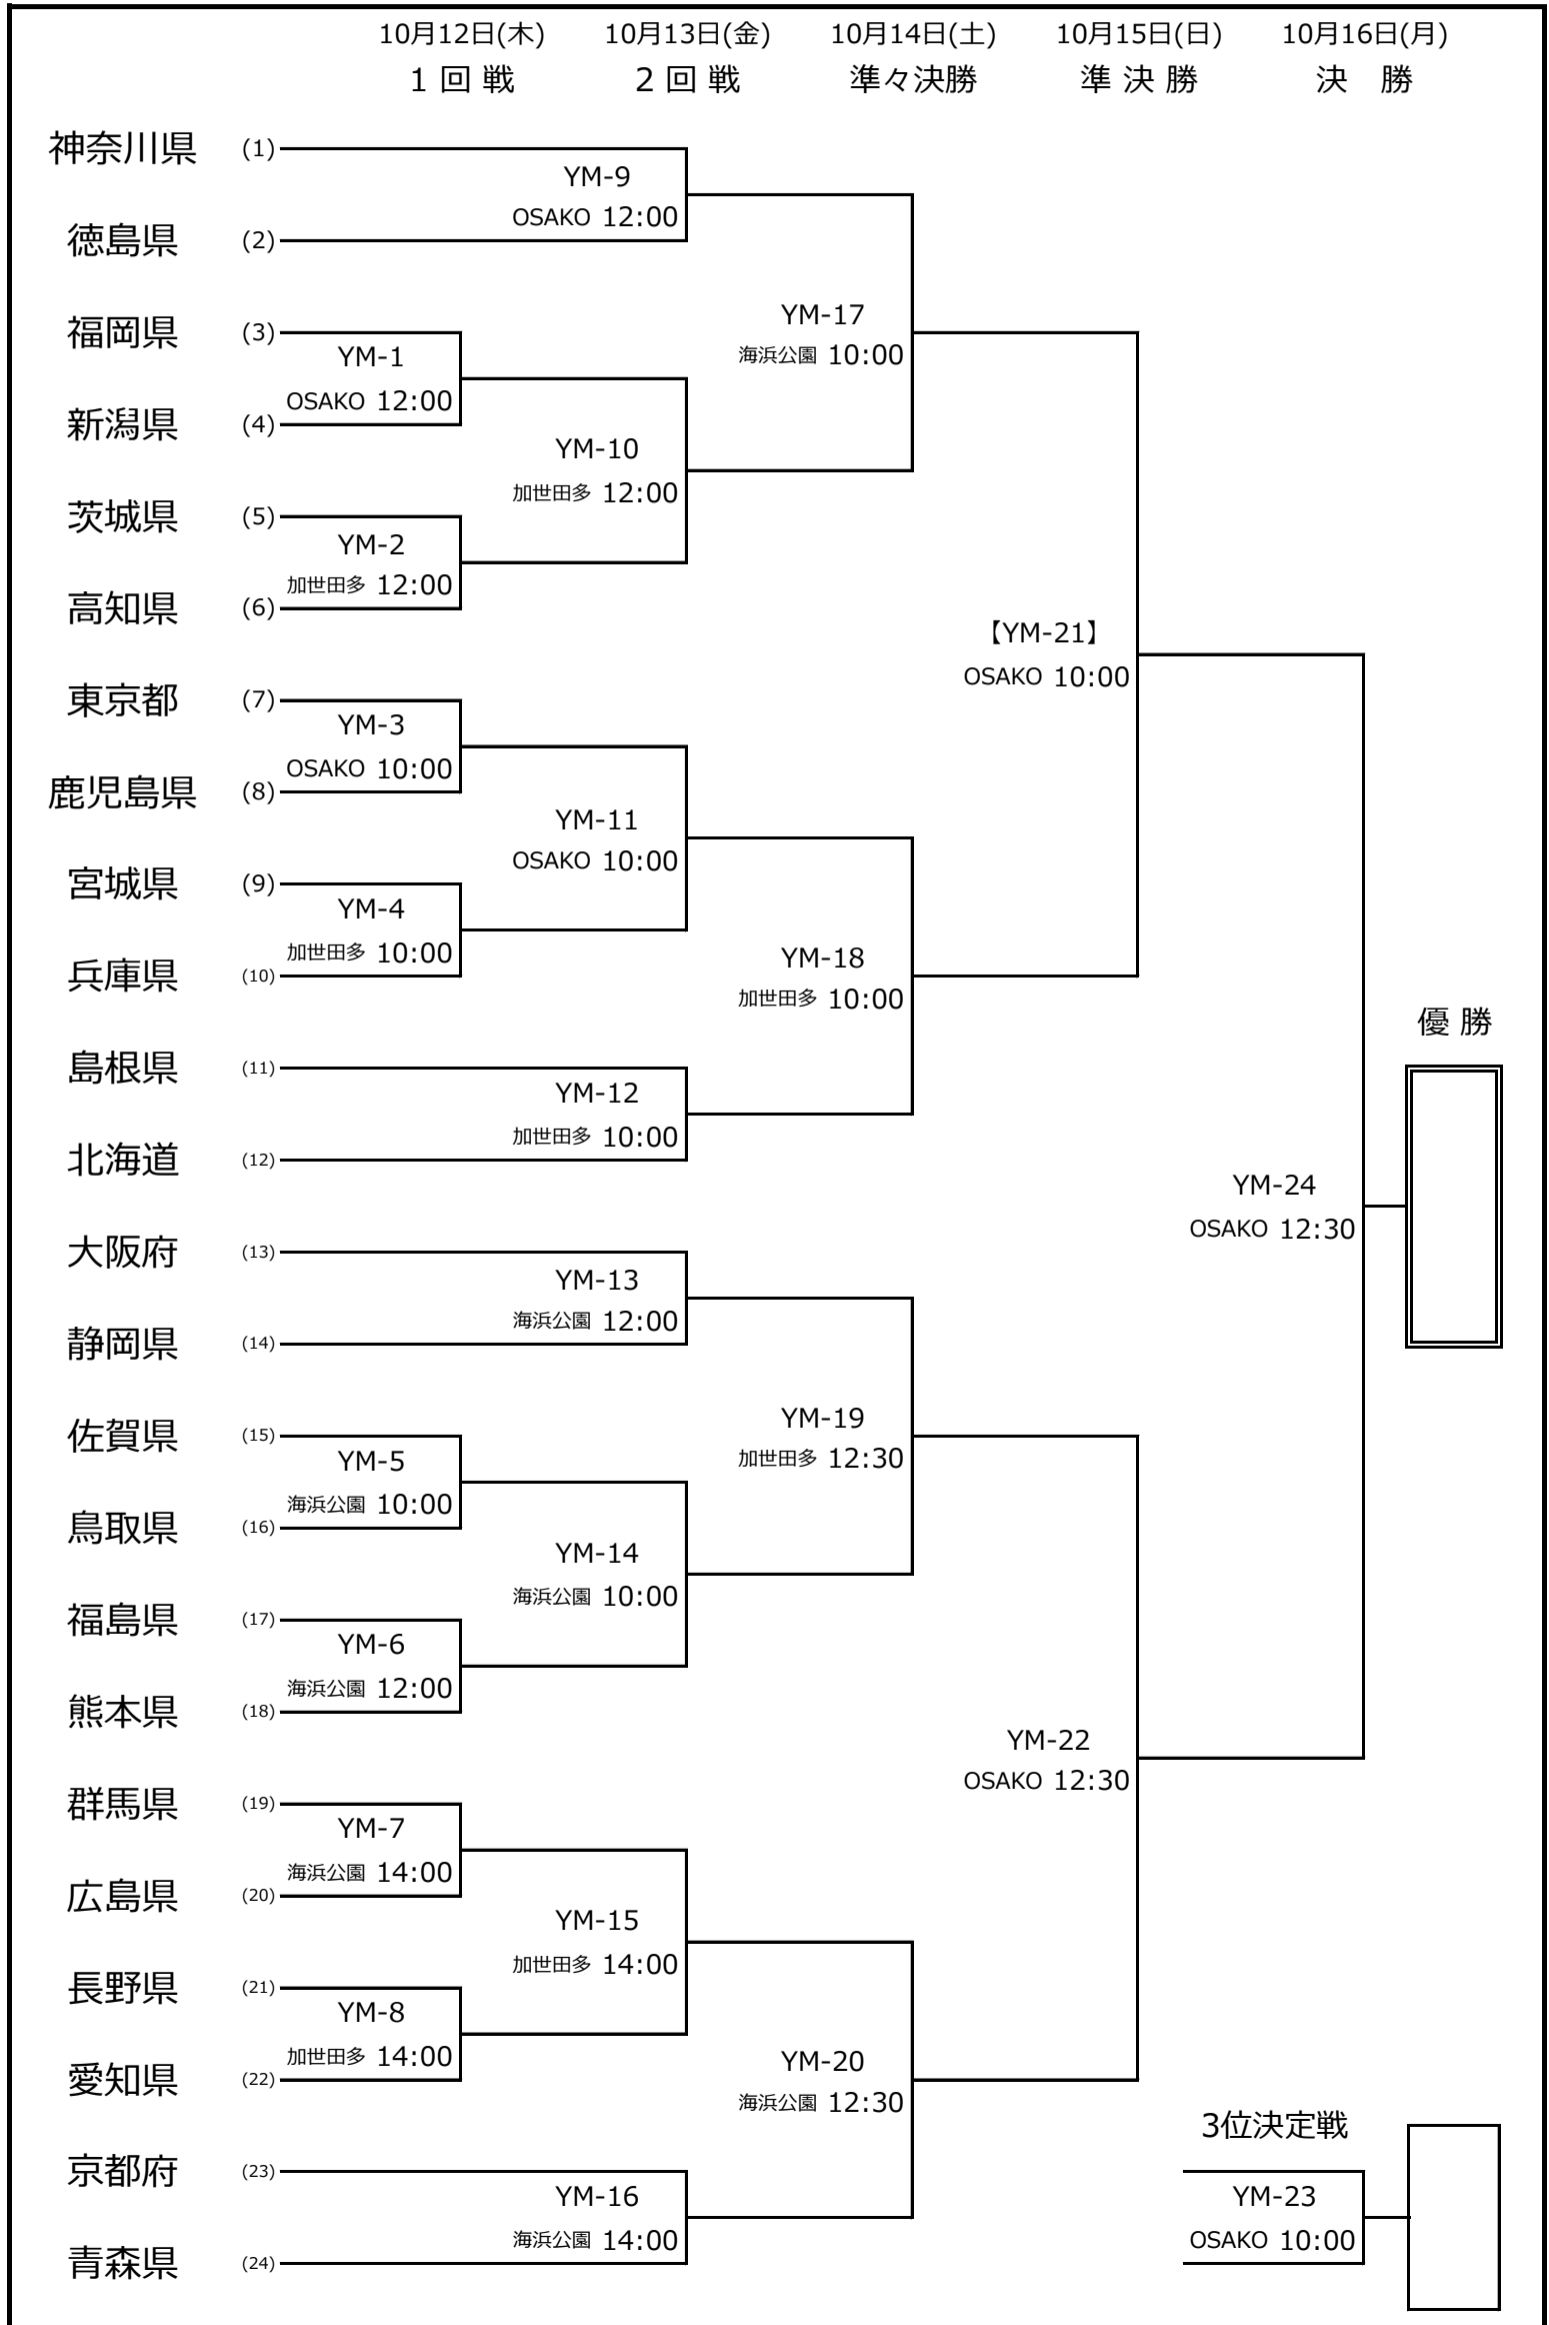 10月12日(木) 10月13日(金) 10月14日(土) 10月15日(日) 10月16日(月)
1 回 戦 2 回 戦 準々決勝 準 決 勝 決 勝
神奈川県 (1)
YM-9
OSAKO 12:00
徳島県 (2)
YM-17
福岡県 (3)
YM-1
海浜公園 10:00
OSAKO 12:00
新潟県 (4)
YM-10
加世田多 12:00
茨城県 (5)
YM-2
加世田多 12:00
高知県 (6)
【YM-21】
OSAKO 10:00
東京都 (7)
YM-3
OSAKO 10:00
鹿児島県 (8)
YM-11
OSAKO 10:00
宮城県 (9)
YM-4
加世田多 10:00
YM-18
兵庫県 (10)
加世田多 10:00
優 勝
島根県 (11)
YM-12
加世田多 10:00
北海道 (12)
YM-24
OSAKO 12:30
大阪府 (13)
YM-13
海浜公園 12:00
静岡県 (14)
YM-19
佐賀県 (15)
YM-5
加世田多 12:30
海浜公園 10:00
鳥取県 (16)
YM-14
海浜公園 10:00
福島県 (17)
YM-6
海浜公園 12:00
熊本県 (18)
YM-22
OSAKO 12:30
群馬県 (19)
YM-7
海浜公園 14:00
広島県 (20)
YM-15
加世田多 14:00
長野県 (21)
YM-8
加世田多 14:00
YM-20
愛知県 (22)
海浜公園 12:30
3位決定戦
京都府 (23)
YM-16 YM-23
海浜公園 14:00 OSAKO 10:00
青森県 (24)